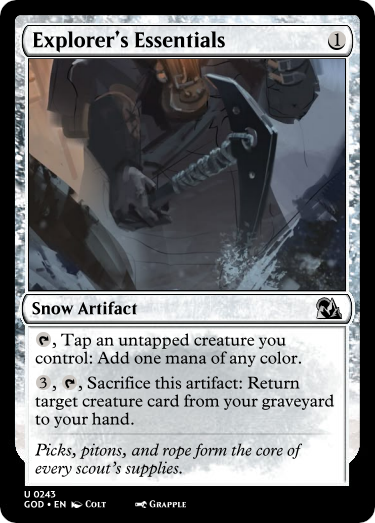 Explorer's Essentials 1
Snow Artifact
, Tap an untapped creature you
control: Add one mana of any color.
3, , Sacrifice this artifact: Return
target creature card from your graveyard
to your hand.
Picks, pitons, and rope form the core of
every scout's supplies.
U 0243
GOD • EN Colt Grapple